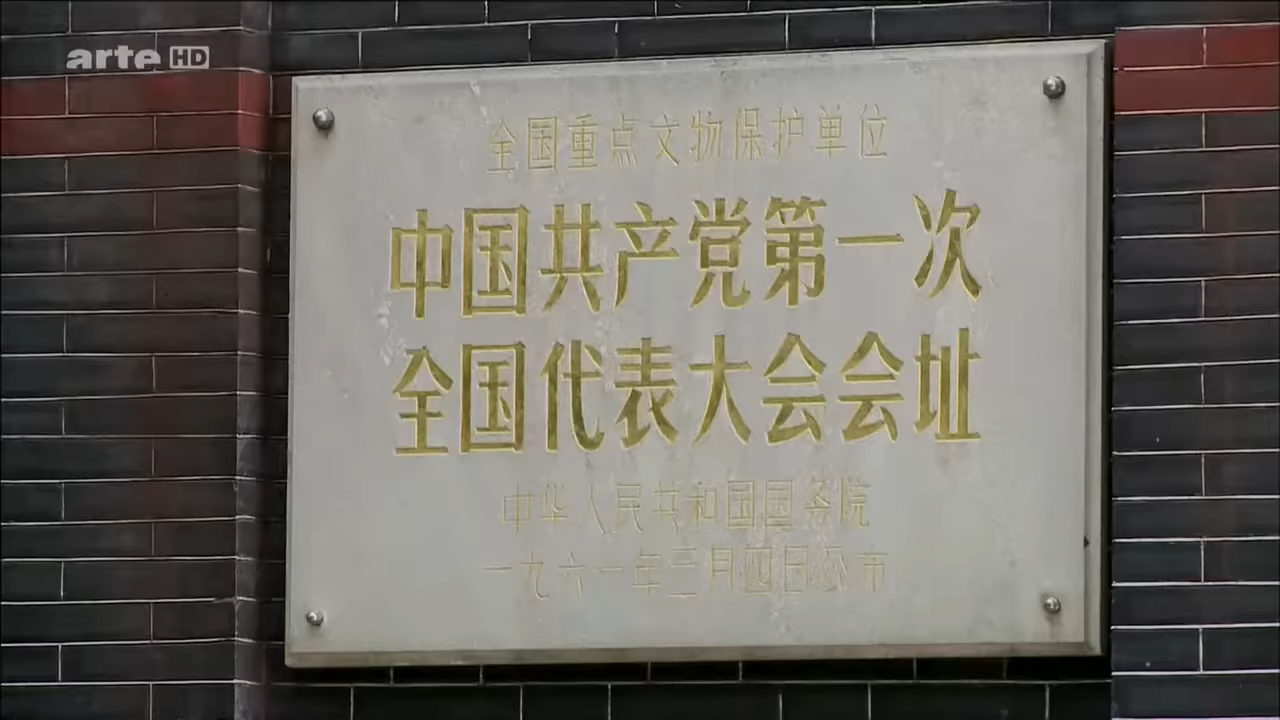 arte HD
全国重点文物保护单位
中国共产党第一次
全国代表大会会址
中华人民共和国国务院
一九六一年三月四日公布